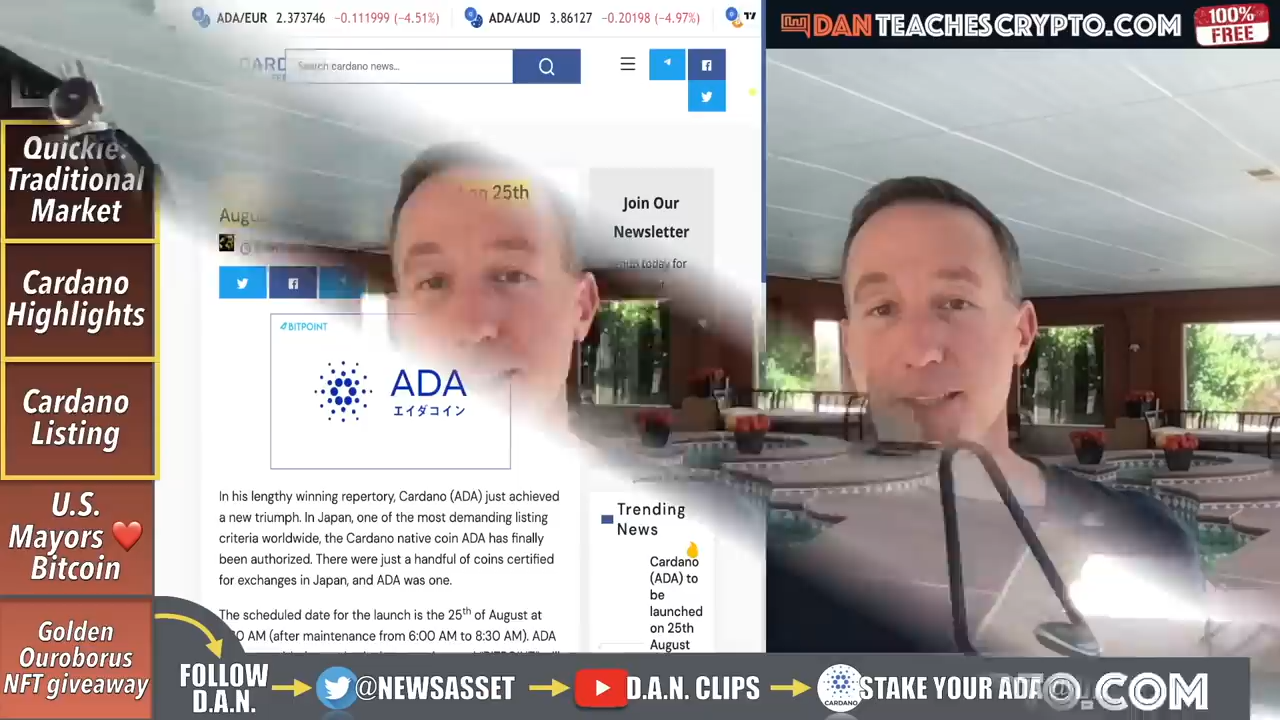 ADA/EUR 2.373746 −0.111999 (−4.51%) ADA/AUD 3.86127 −0.20198 (−4.97%)
DANTEACHESCRYPTO.COM
100%
FREE
CARD
Search cardano news...
Quickie:
Traditional
Market
Cardano
Highlights
Cardano
Listing
U.S.
Mayors ❤️
Bitcoin
Golden
Ouroborus
NFT giveaway
on 25th
Join Our
Newsletter
today for
BITPOINT
ADA
エイダコイン
In his lengthy winning repertory, Cardano (ADA) just achieved
a new triumph. In Japan, one of the most demanding listing
criteria worldwide, the Cardano native coin ADA has finally
been authorized. There were just a handful of coins certified
for exchanges in Japan, and ADA was one.
The scheduled date for the launch is the 25th of August at
AM (after maintenance from 6:00 AM to 8:30 AM). ADA
Trending
News
Cardano
(ADA) to
be
launched
on 25th
August
FOLLOW
D.A.N.
@NEWSASSET
D.A.N. CLIPS
CARDANO
STAKE YOUR ADA
TO.COM